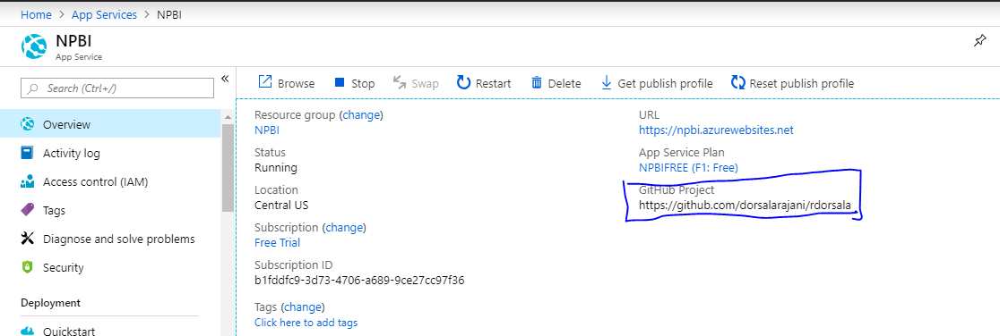 Home > App Services > NPBI
NPBI
App Service
Search (Ctrl+/)
«
Overview
Activity log
Access control (IAM)
Tags
Diagnose and solve problems
Security
Deployment
Quickstart
Browse Stop Swap Restart Delete Get publish profile Reset publish profile
Resource group (change)
NPBI
Status
Running
Location
Central US
Subscription (change)
Free Trial
Subscription ID
b1fddfc9-3d73-4706-a689-9ce27cc97f36
Tags (change)
Click here to add tags
URL
https://npbi.azurewebsites.net
App Service Plan
NPBIFREE (F1: Free)
GitHub Project
https://github.com/dorsalarajani/rdorsala